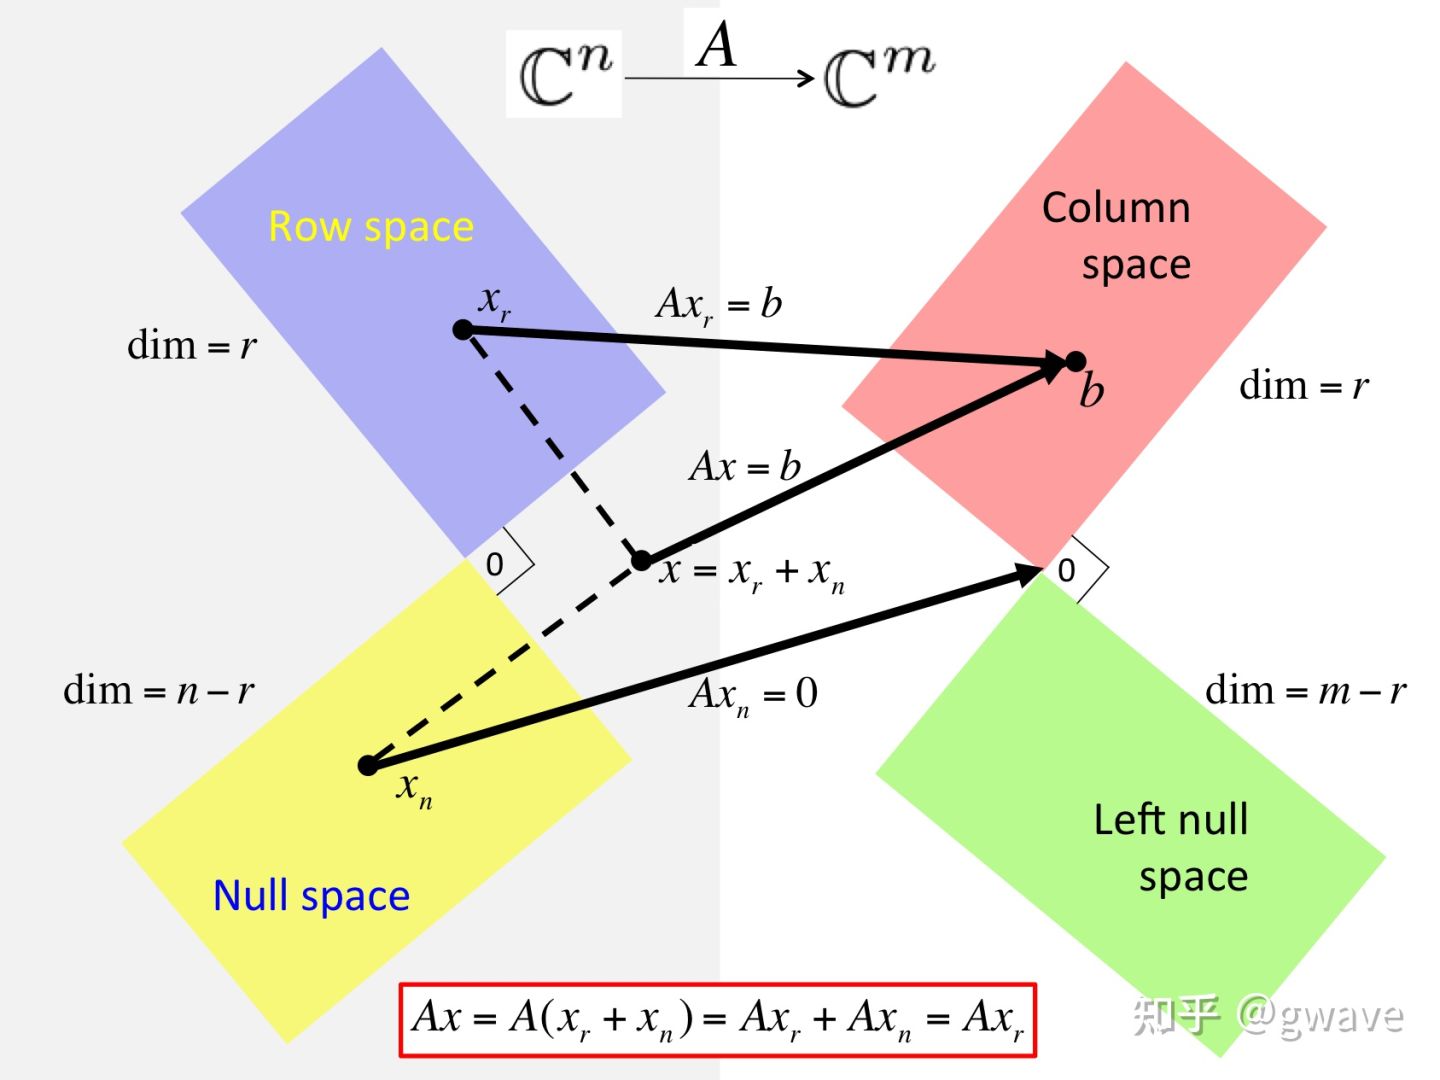 ℂⁿ —A→ ℂᵐ
Row space
Column
space
xᵣ
Axᵣ = b
dim = r
b
dim = r
Ax = b
0
x = xᵣ + xₙ
0
dim = n − r
Axₙ = 0
dim = m − r
xₙ
Left null
space
Null space
Ax = A(xᵣ + xₙ) = Axᵣ + Axₙ = Axᵣ
知乎 @gwave